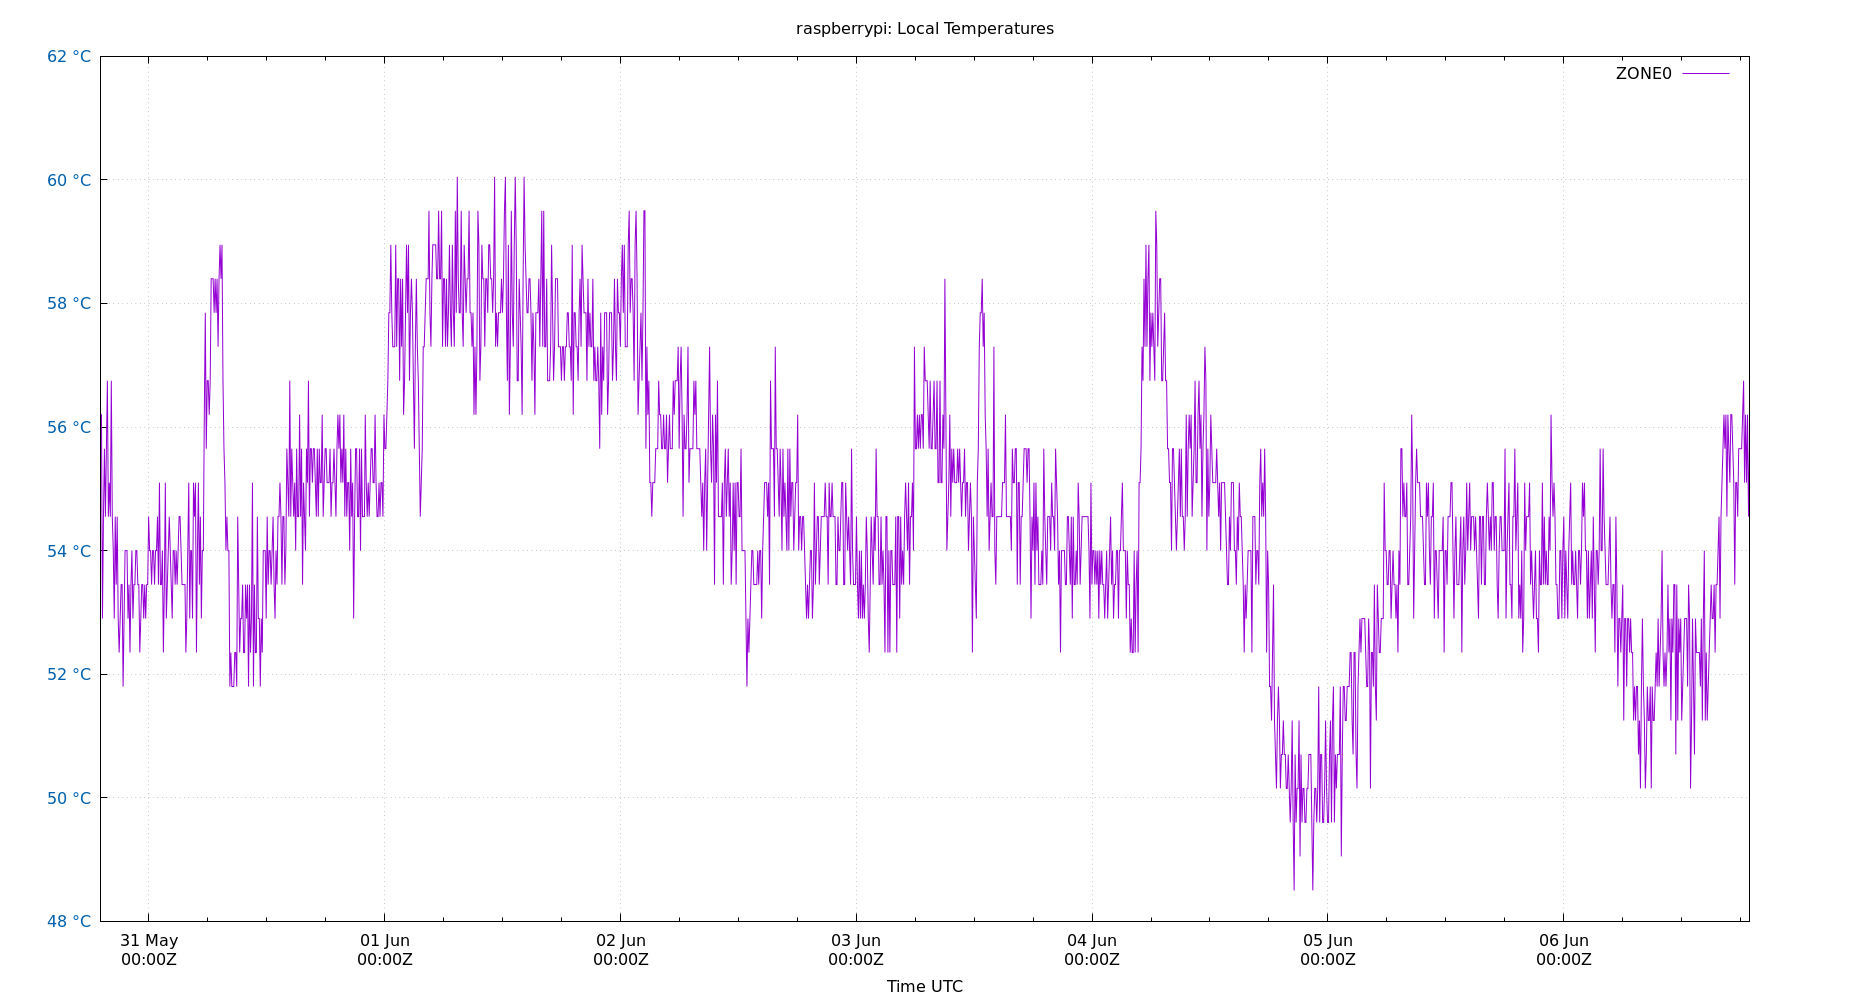 raspberrypi: Local Temperatures
62 °C
ZONE0
60 °C
58 °C
56 °C
54 °C
52 °C
50 °C
48 °C
31 May 01 Jun 02 Jun 03 Jun 04 Jun 05 Jun 06 Jun
00:00Z 00:00Z 00:00Z 00:00Z 00:00Z 00:00Z 00:00Z
Time UTC